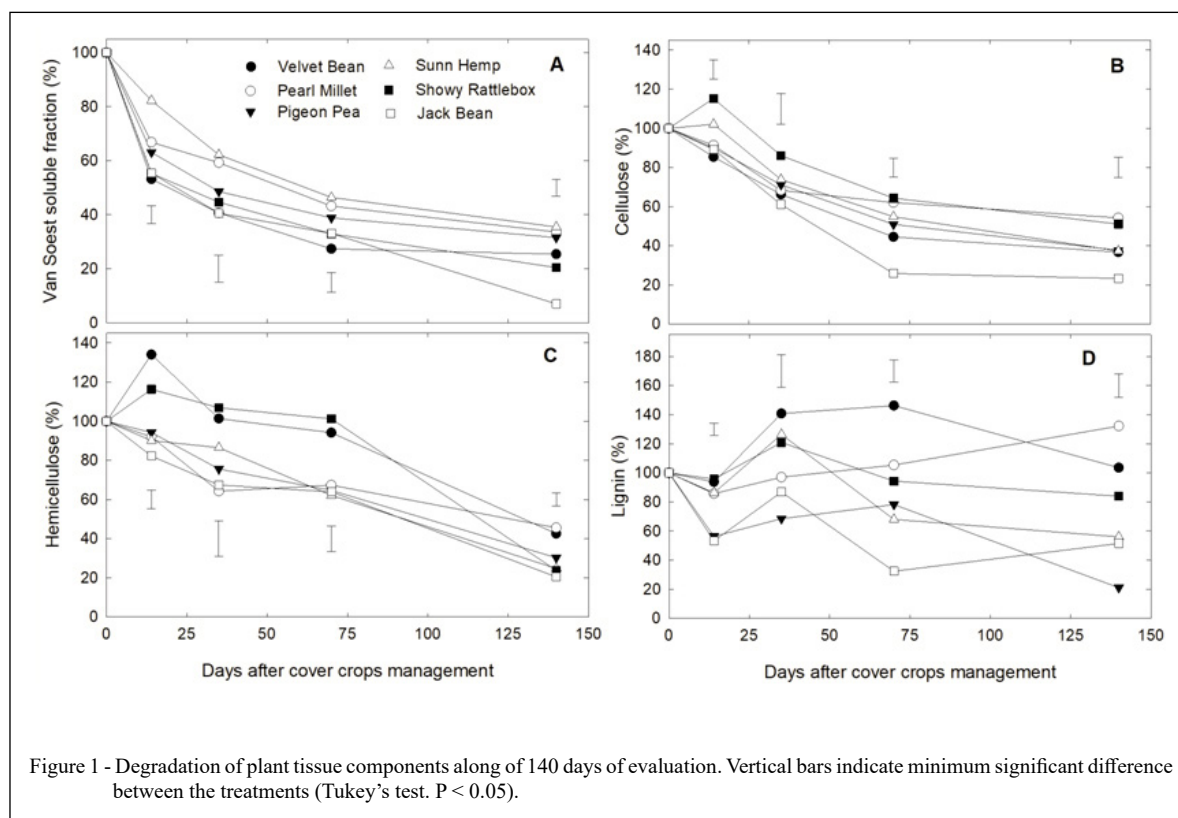 A
Van Soest soluble fraction (%)
100
80
60
40
20
0
Velvet Bean
Pearl Millet
Pigeon Pea
Sunn Hemp
Showy Rattlebox
Jack Bean
B
Cellulose (%)
140
120
100
80
60
40
20
0
C
Hemicellulose (%)
140
120
100
80
60
40
20
0
0 25 50 75 100 125 150
Days after cover crops management
D
Lignin (%)
180
160
140
120
100
80
60
40
20
0
0 25 50 75 100 125 150
Days after cover crops management
Figure 1 - Degradation of plant tissue components along of 140 days of evaluation. Vertical bars indicate minimum significant difference
between the treatments (Tukey's test. P < 0.05).